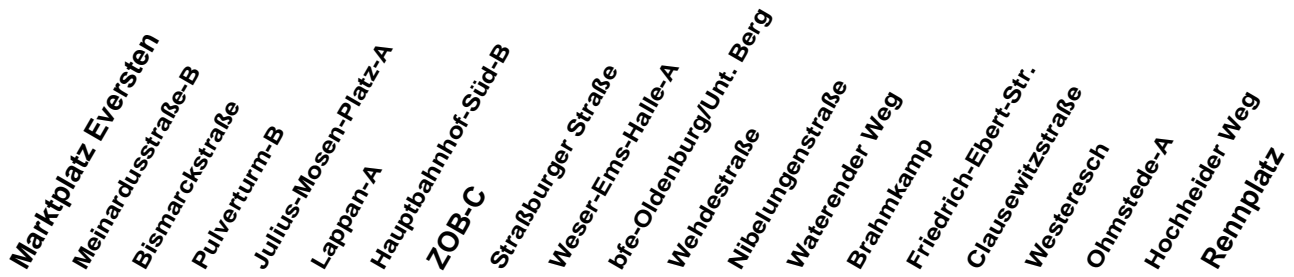 Marktplatz Eversten
Meinardusstraße-B
Bismarckstraße
Pulverturm-B
Julius-Mosen-Platz-A
Lappan-A
Hauptbahnhof-Süd-B
ZOB-C
Straßburger Straße
Weser-Ems-Halle-A
bfe-Oldenburg/Unt. Berg
Wehdestraße
Nibelungenstraße
Waterender Weg
Brahmkamp
Friedrich-Ebert-Str.
Clausewitzstraße
Westeresch
Ohmstede-A
Hochheider Weg
Rennplatz